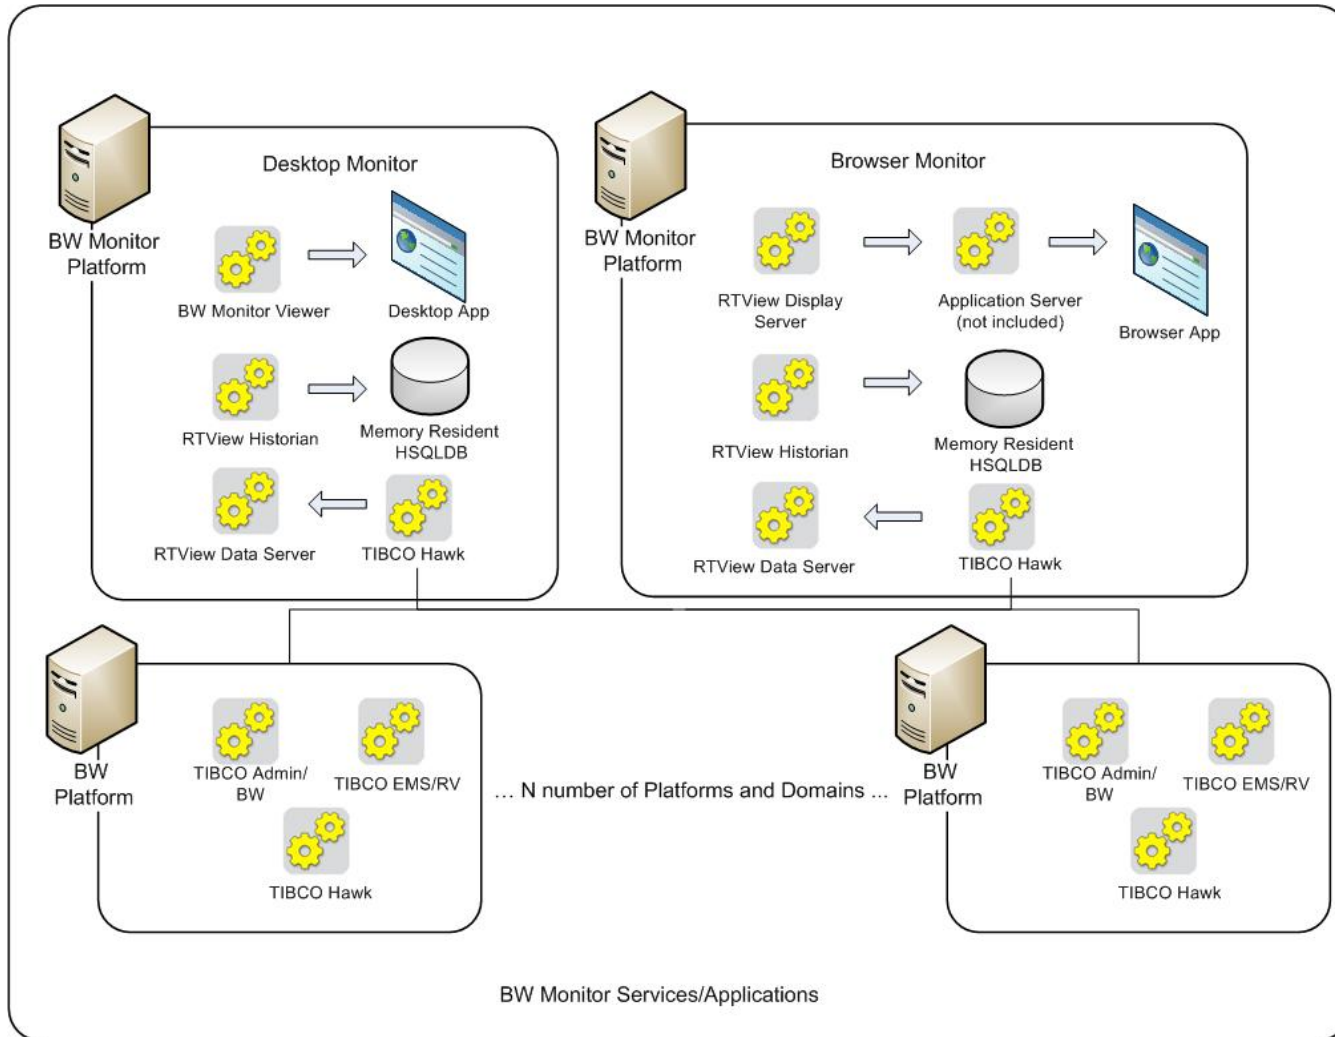 Desktop Monitor
BW Monitor
Platform
BW Monitor Viewer
Desktop App
RTView Historian
Memory Resident
HSQLDB
RTView Data Server
TIBCO Hawk
Browser Monitor
BW Monitor
Platform
RTView Display
Server
Application Server
(not included)
Browser App
RTView Historian
Memory Resident
HSQLDB
RTView Data Server
TIBCO Hawk
BW
Platform
TIBCO Admin/
BW
TIBCO EMS/RV
TIBCO Hawk
... N number of Platforms and Domains ...
BW
Platform
TIBCO Admin/
BW
TIBCO EMS/RV
TIBCO Hawk
BW Monitor Services/Applications